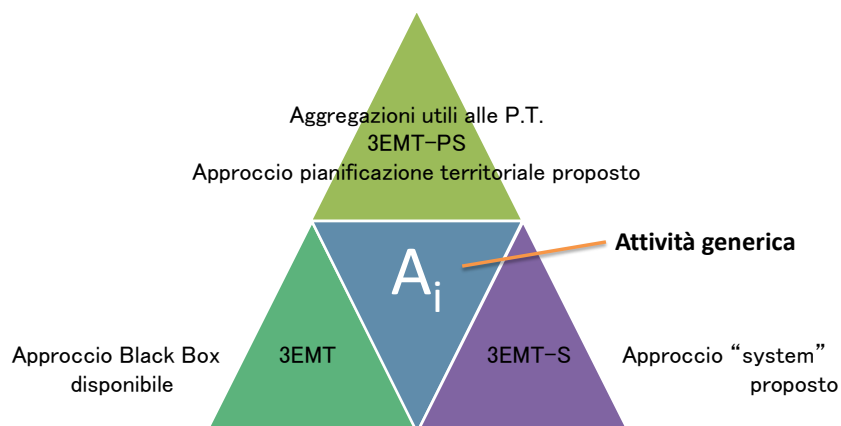 Aggregazioni utili alle P.T.
3EMT-PS
Approccio pianificazione territoriale proposto
Attività generica
Ai
Approccio Black Box
disponibile
3EMT
3EMT-S
Approccio “system”
proposto